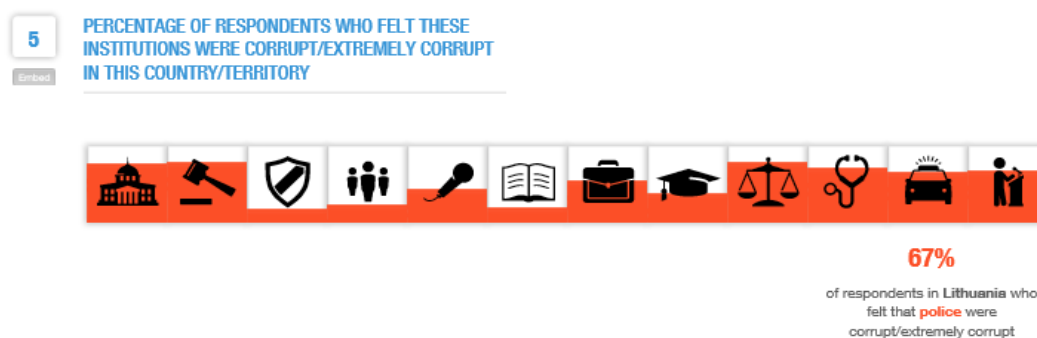 5
PERCENTAGE OF RESPONDENTS WHO FELT THESE
INSTITUTIONS WERE CORRUPT/EXTREMELY CORRUPT
Embed
IN THIS COUNTRY/TERRITORY
67%
of respondents in Lithuania who
felt that police were
corrupt/extremely corrupt